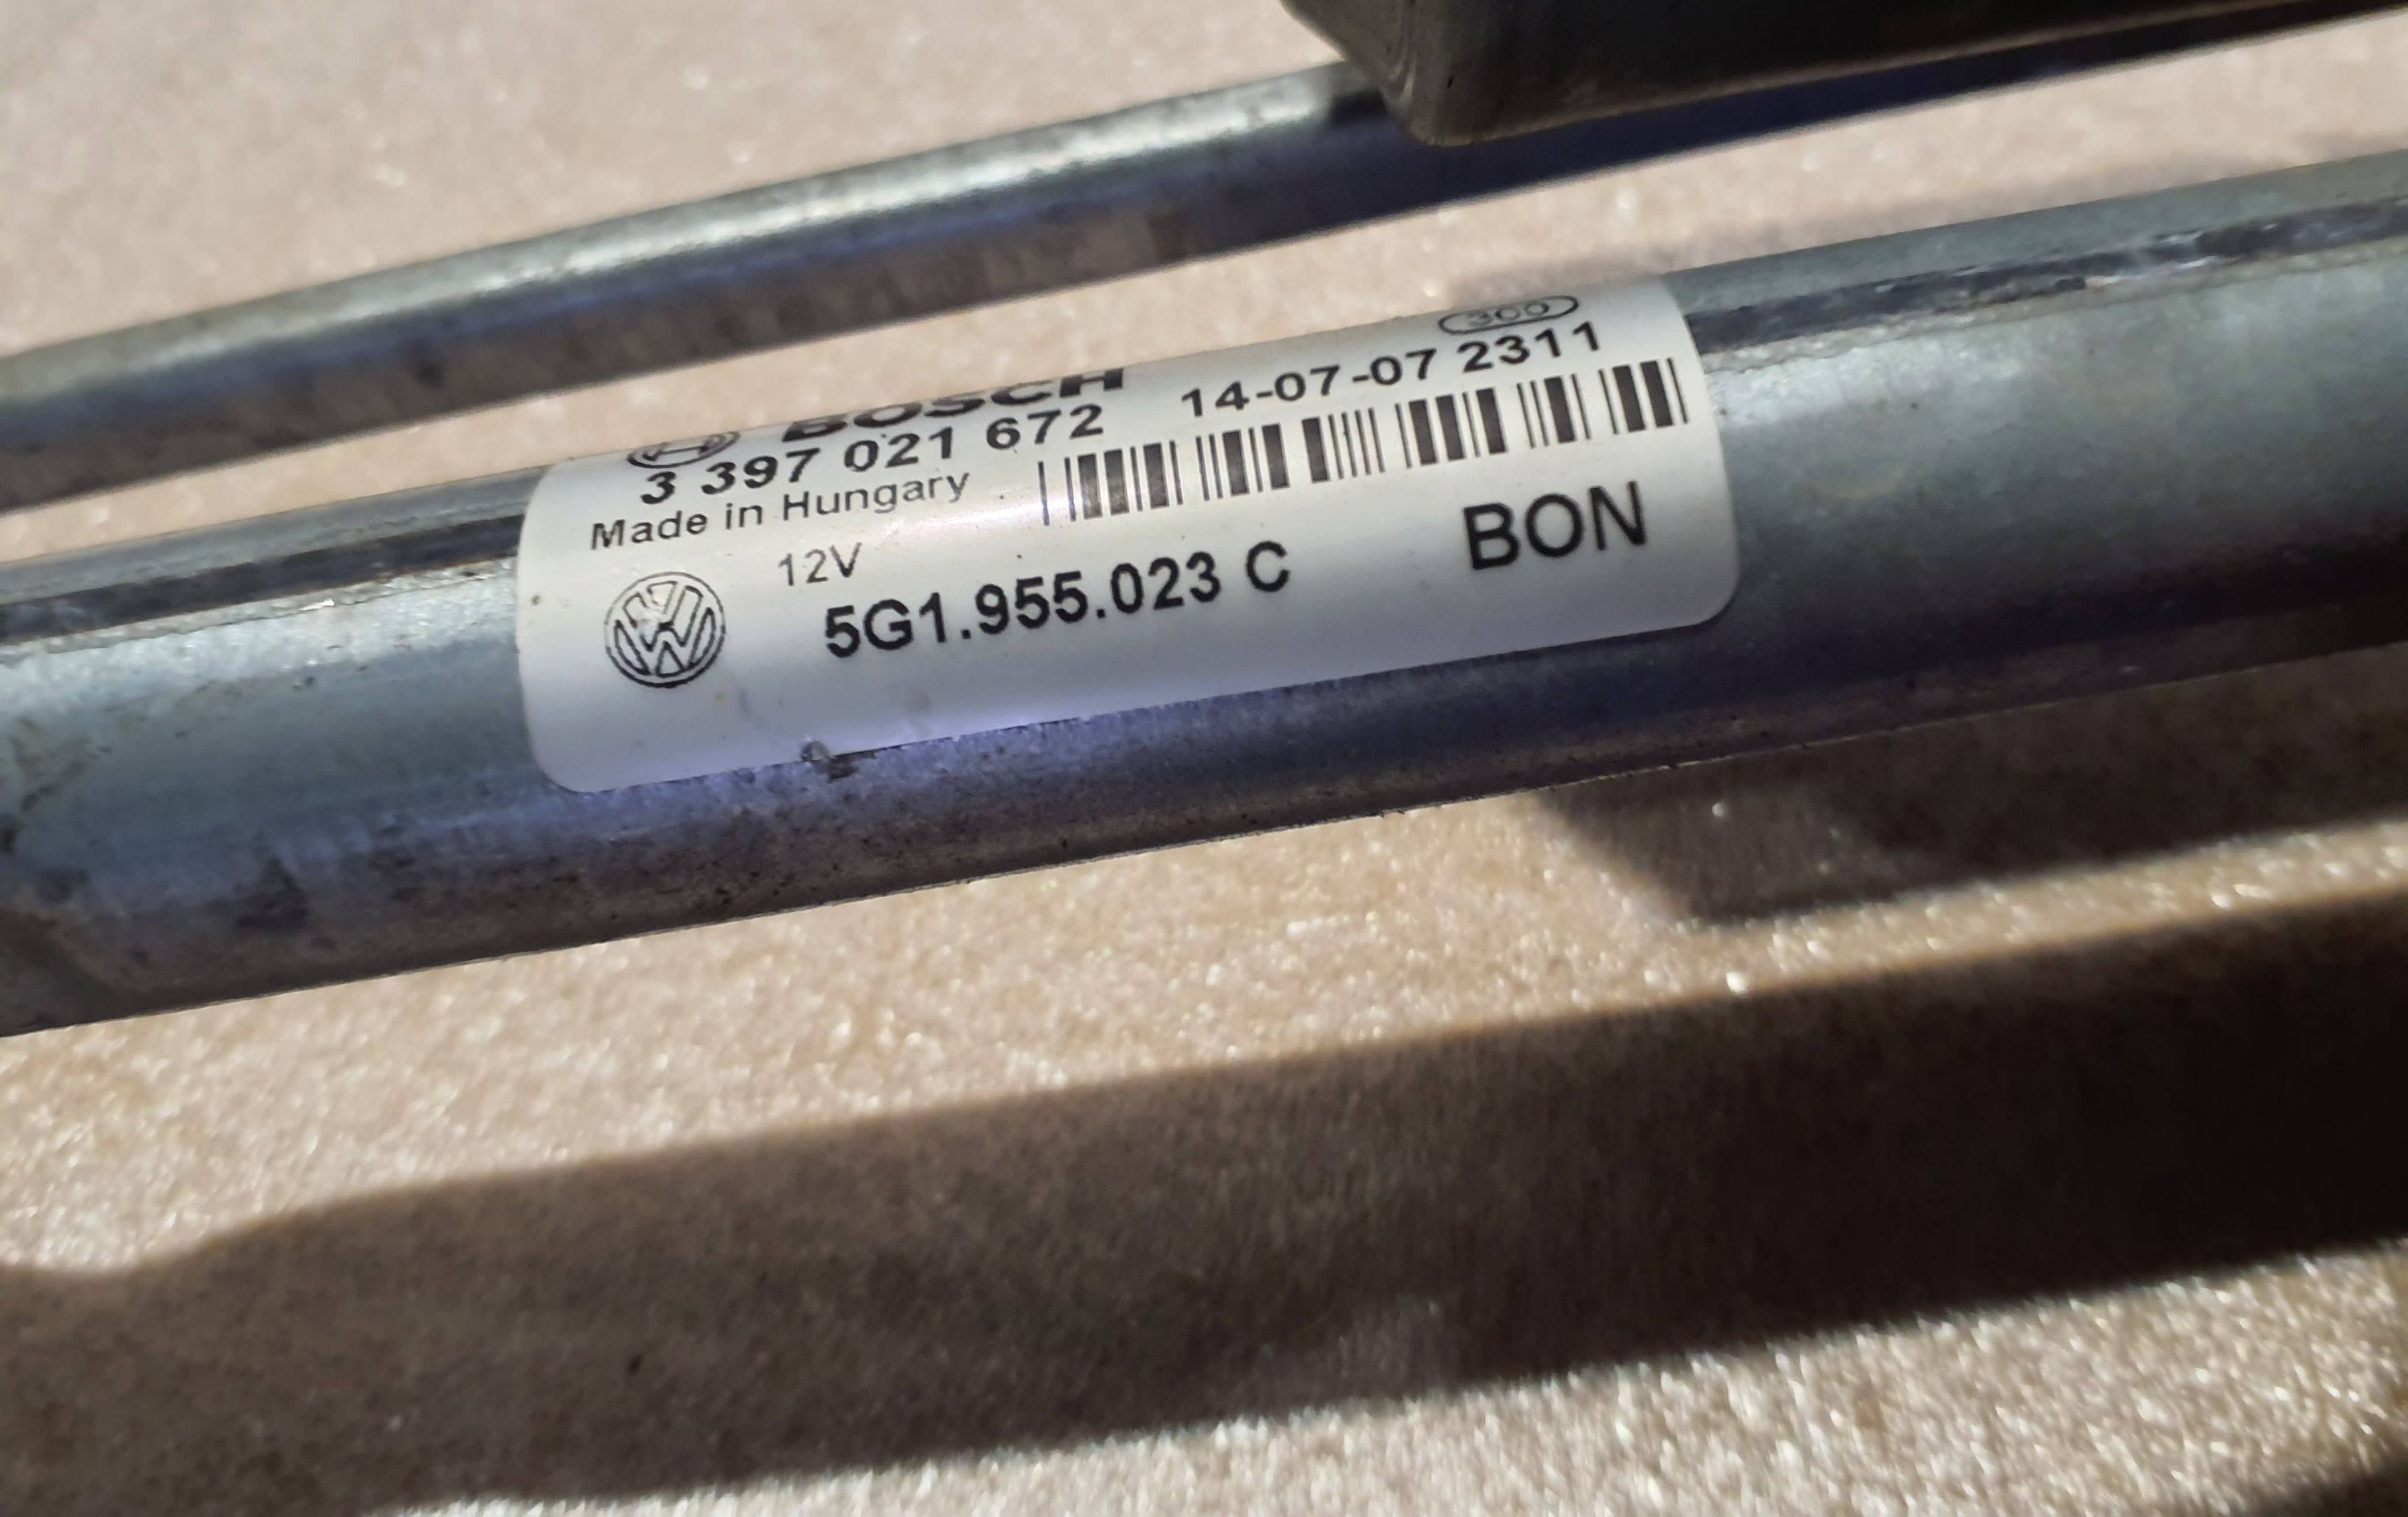 300
BOSCH
3 397 021 672 14-07-07 2311
Made in Hungary
12V
5G1.955.023 C BON